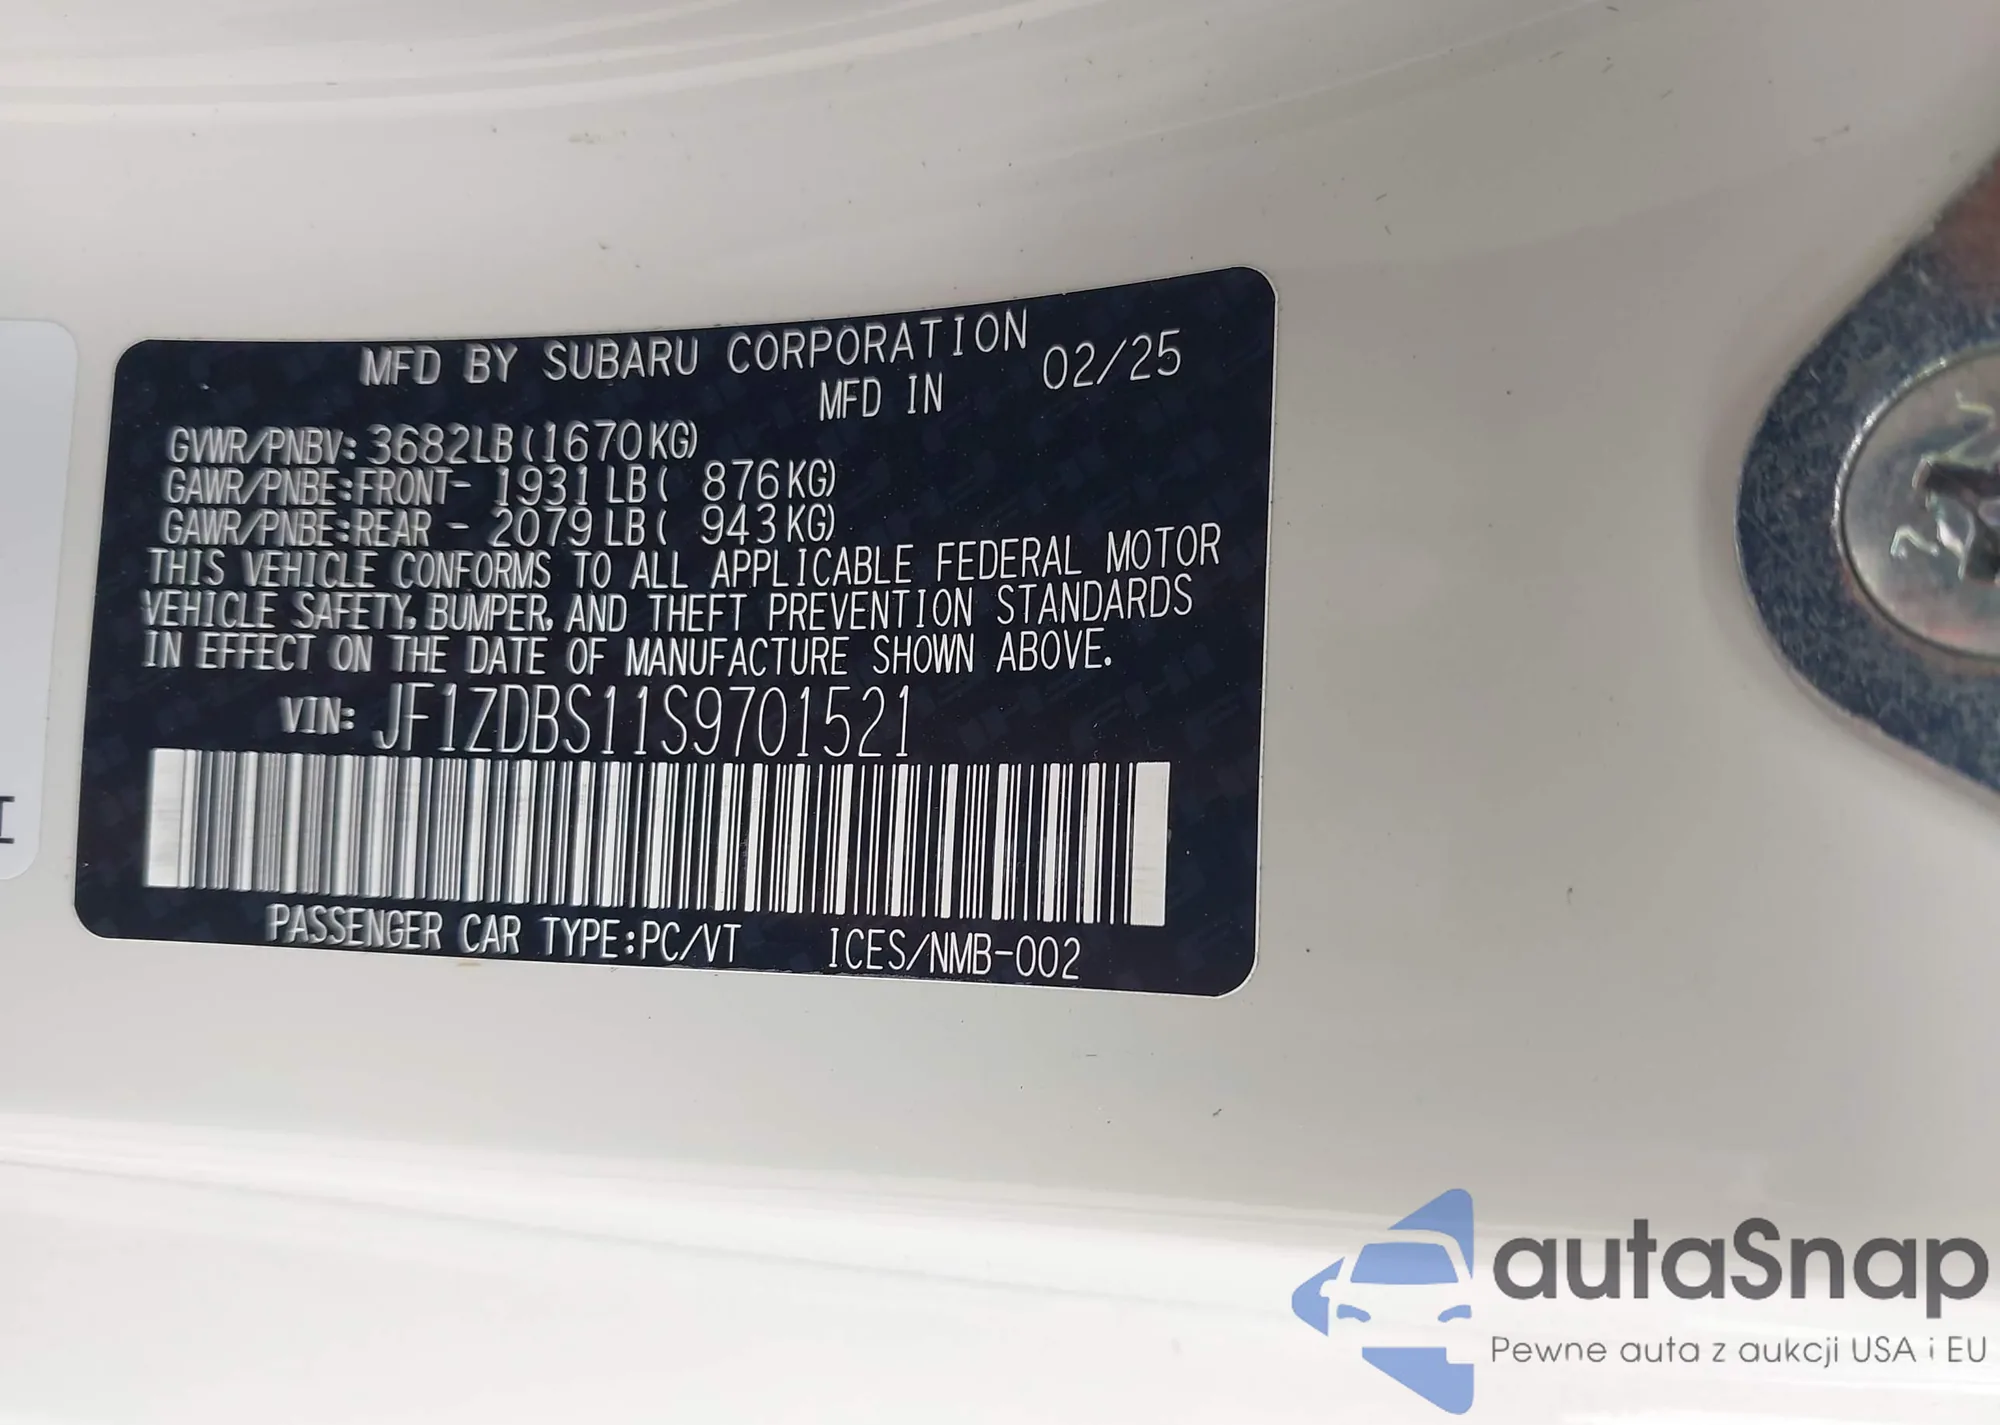 MFD BY SUBARU CORPORATION
MFD IN 02/25
GVWR/PNBV: 3682LB(1670KG)
GAWR/PNBE:FRONT- 1931LB( 876KG)
GAWR/PNBE:REAR - 2079LB( 943KG)
THIS VEHICLE CONFORMS TO ALL APPLICABLE FEDERAL MOTOR
VEHICLE SAFETY, BUMPER, AND THEFT PREVENTION STANDARDS
IN EFFECT ON THE DATE OF MANUFACTURE SHOWN ABOVE.
VIN: JF1ZDBS11S9701521
PASSENGER CAR TYPE:PC/VT ICES/NMB-002
autaSnap
Pewne auta z aukcji USA i EU